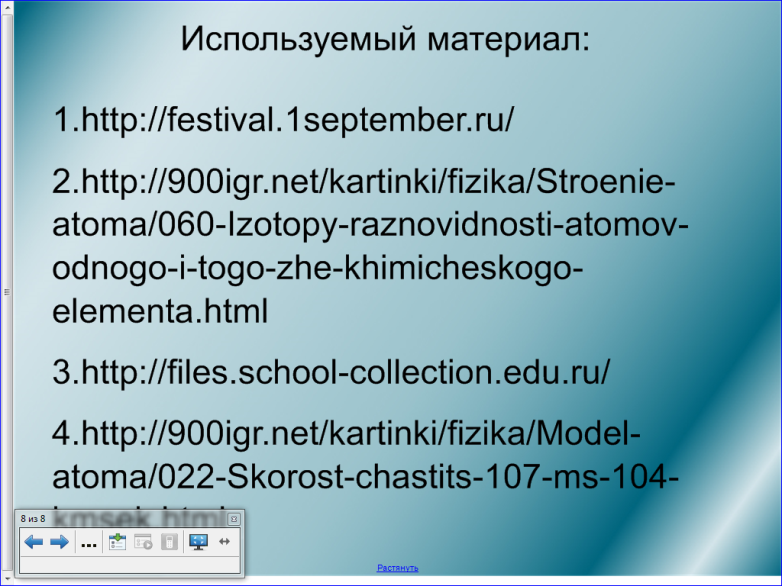 Используемый материал:
1.http://festival.1september.ru/
2.http://900igr.net/kartinki/fizika/Stroenie-
atoma/060-Izotopy-raznovidnosti-atomov-
odnogo-i-togo-zhe-khimicheskogo-
elementa.html
3.http://files.school-collection.edu.ru/
4.http://900igr.net/kartinki/fizika/Model-
atoma/022-Skorost-chastits-107-ms-104-
kmsek.html
8 из 8
Растянуть